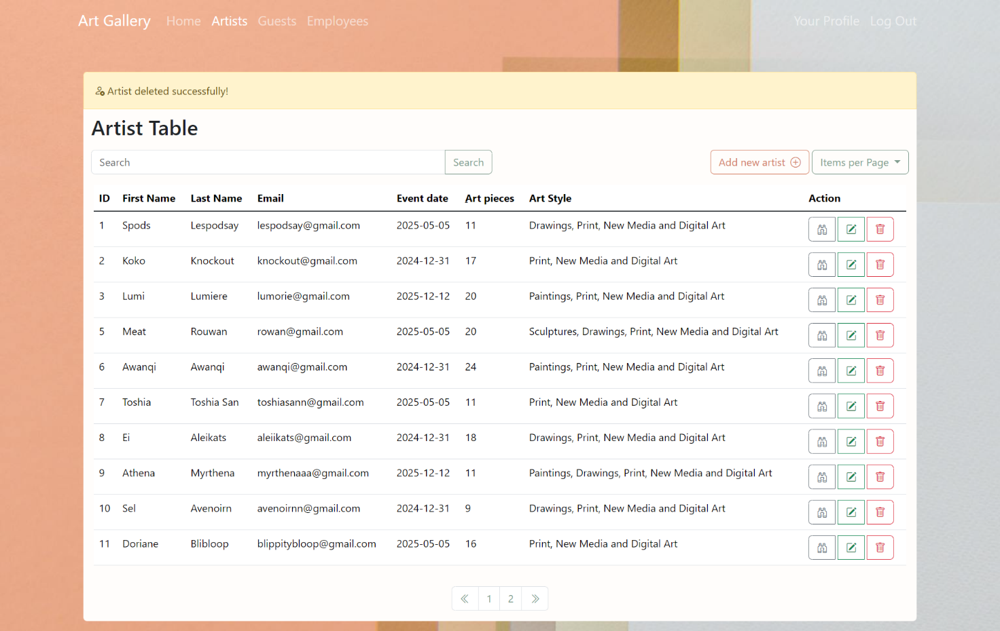 Art Gallery Home Artists Guests Employees Your Profile Log Out
Artist deleted successfully!
Artist Table
Search Search Add new artist Items per Page
ID First Name Last Name Email Event date Art pieces Art Style Action
1 Spods Lespodsay lespodsay@gmail.com 2025-05-05 11 Drawings, Print, New Media and Digital Art
2 Koko Knockout knockout@gmail.com 2024-12-31 17 Print, New Media and Digital Art
3 Lumi Lumiere lumorie@gmail.com 2025-12-12 20 Paintings, Print, New Media and Digital Art
5 Meat Rouwan rowan@gmail.com 2025-05-05 20 Sculptures, Drawings, Print, New Media and Digital Art
6 Awanqi Awanqi awanqi@gmail.com 2024-12-31 24 Paintings, Print, New Media and Digital Art
7 Toshia Toshia San toshiasann@gmail.com 2025-05-05 11 Print, New Media and Digital Art
8 Ei Aleikats aleiikats@gmail.com 2024-12-31 18 Drawings, Print, New Media and Digital Art
9 Athena Myrthena myrthenaaa@gmail.com 2025-12-12 11 Paintings, Drawings, Print, New Media and Digital Art
10 Sel Avenoirn avenoirnn@gmail.com 2024-12-31 9 Drawings, Print, New Media and Digital Art
11 Doriane Blibloop blippitybloop@gmail.com 2025-05-05 16 Print, New Media and Digital Art
1 2